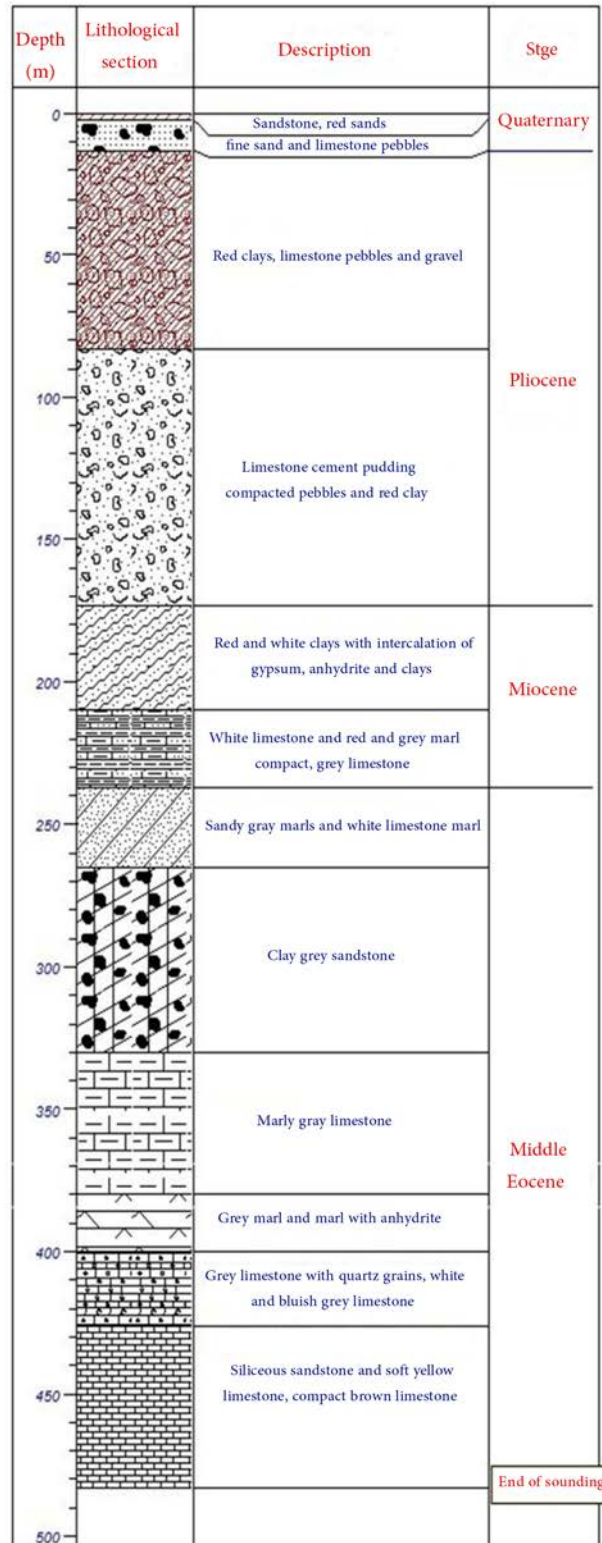 Depth
(m)
Lithological
section
Description
Stge
0
Sandstone, red sands
Quaternary
fine sand and limestone pebbles
50
Red clays, limestone pebbles and gravel
Pliocene
100
Limestone cement pudding
compacted pebbles and red clay
150
Red and white clays with intercalation of
gypsum, anhydrite and clays
Miocene
200
White limestone and red and grey marl
compact, grey limestone
250
Sandy gray marls and white limestone marl
Clay grey sandstone
300
350
Marly gray limestone
Middle
Eocene
Grey marl and marl with anhydrite
400
Grey limestone with quartz grains, white
and bluish grey limestone
Siliceous sandstone and soft yellow
limestone, compact brown limestone
450
End of sounding
500